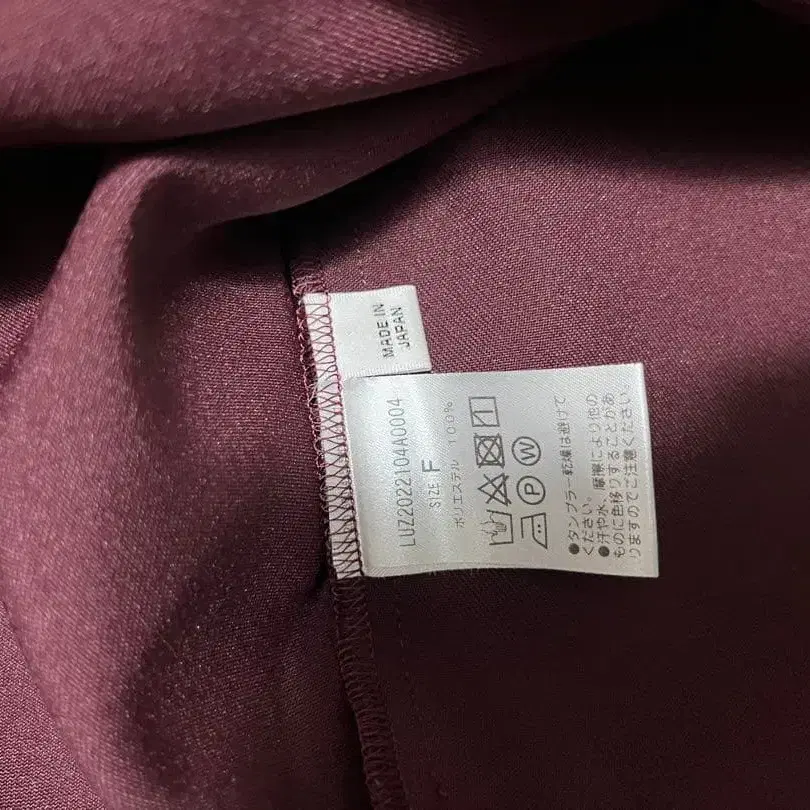 MADE IN
JAPAN
LUZ2022104A0004
SIZE F
ポリエステル 100%
P W
●タンブラー乾燥は避けて
ください。
●汗や水、摩擦により他の
ものに色移りすることがあ
りますのでご注意ください。